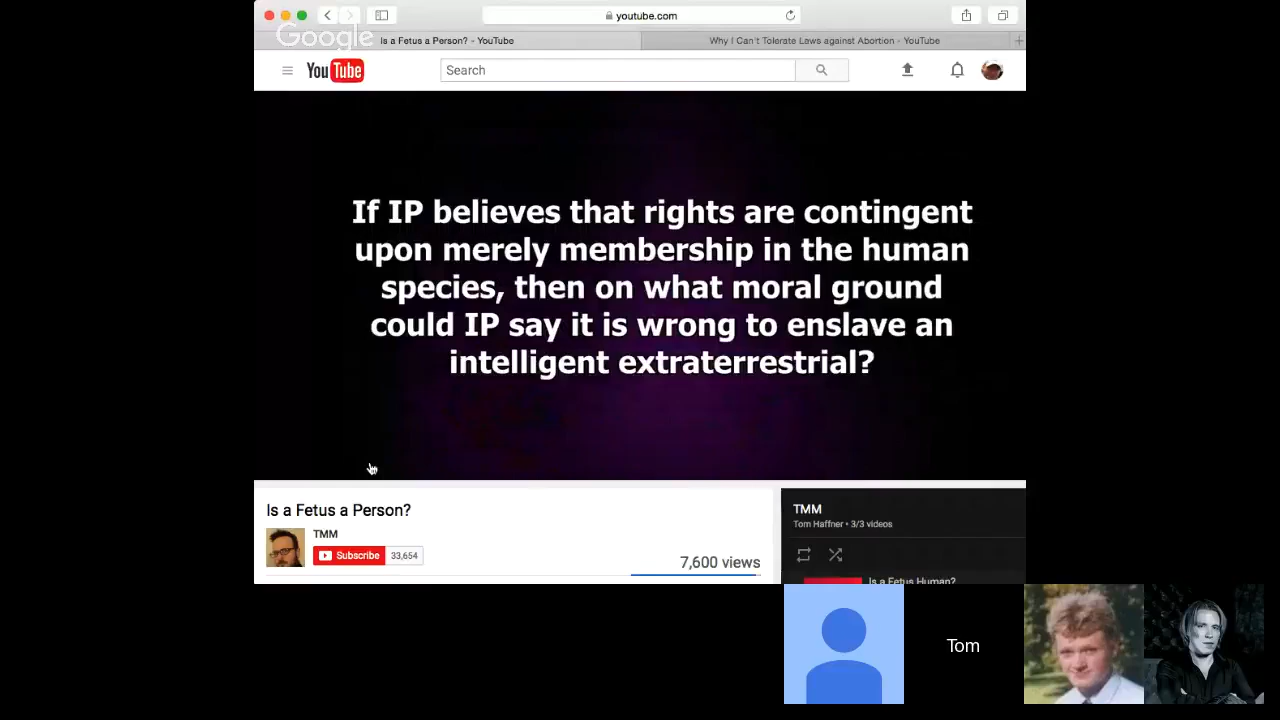 youtube.com
Google
Is a Fetus a Person? - YouTube
Why I Can't Tolerate Laws against Abortion - YouTube
YouTube
Search
If IP believes that rights are contingent
upon merely membership in the human
species, then on what moral ground
could IP say it is wrong to enslave an
intelligent extraterrestrial?
Is a Fetus a Person?
TMM
Subscribe 33,654
7,600 views
TMM
Tom Haffner • 3/3 videos
Is a Fetus Human?
Tom